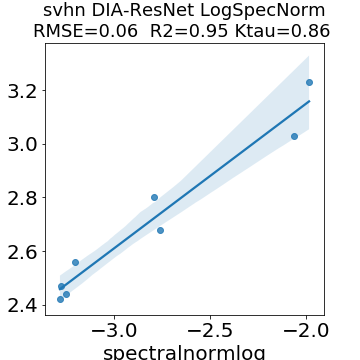 svhn DIA-ResNet LogSpecNorm
RMSE=0.06 R2=0.95 Ktau=0.86
3.2
3.0
2.8
2.6
2.4
−3.0 −2.5 −2.0
spectralnormlog